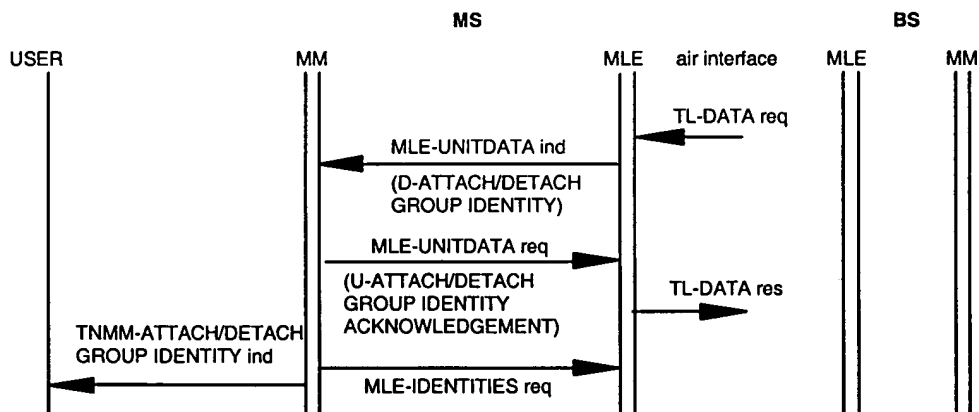 MS BS
USER MM MLE air interface MLE MM
TL-DATA req
MLE-UNITDATA ind
(D-ATTACH/DETACH
GROUP IDENTITY)
MLE-UNITDATA req
(U-ATTACH/DETACH
GROUP IDENTITY
ACKNOWLEDGEMENT)
TL-DATA res
TNMM-ATTACH/DETACH
GROUP IDENTITY ind
MLE-IDENTITIES req